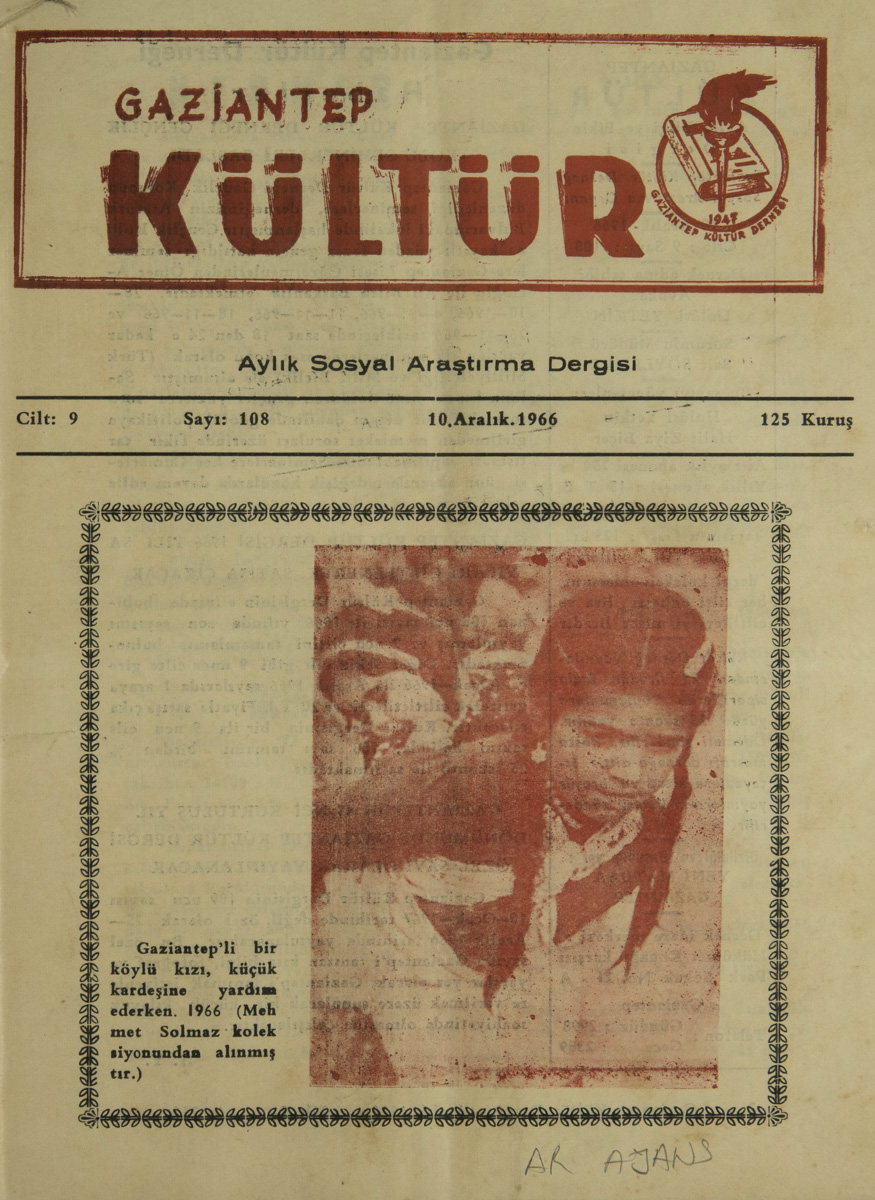 GAZİANTEP
KÜLTÜR
1947
GAZİANTEP KÜLTÜR DERNEĞİ
Aylık Sosyal Araştırma Dergisi
Cilt: 9 Sayı: 108 10.Aralık.1966 125 Kuruş
Gaziantep'li bir
köylü kızı, küçük
kardeşine yardım
ederken. 1966 (Meh
met Solmaz kolek
siyonundan alınmış
tır.)
AR AJANS